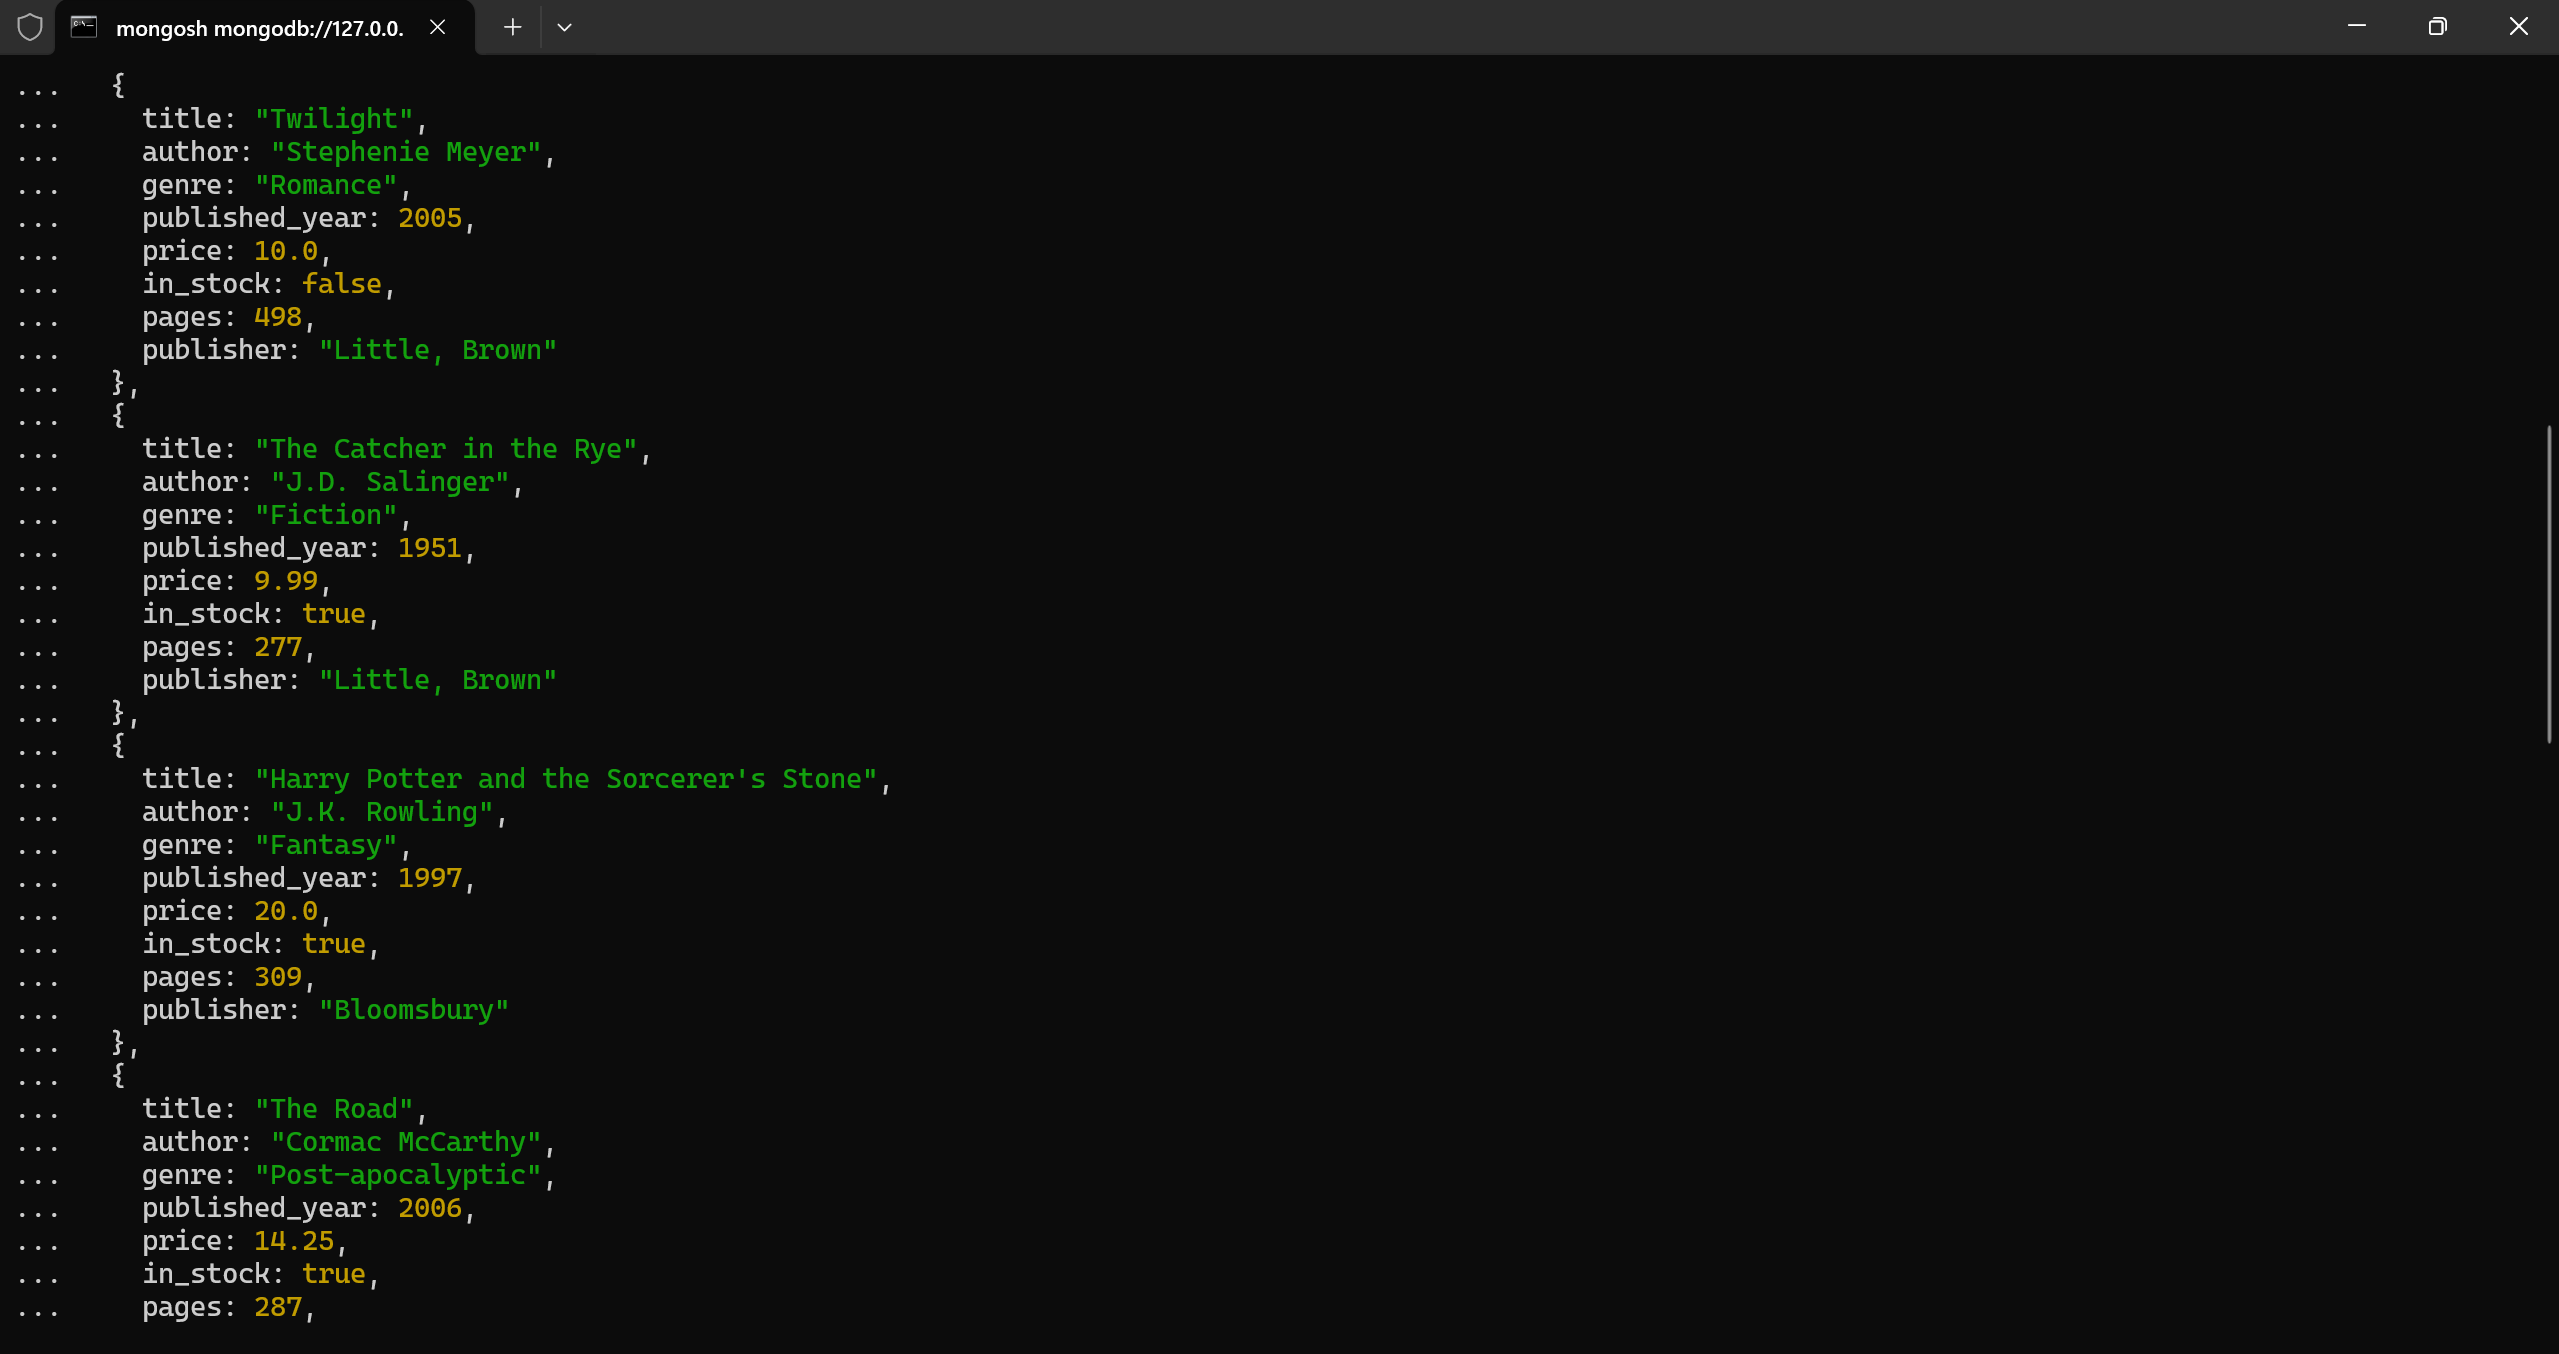 mongosh mongodb://127.0.0.
...   {
...     title: "Twilight",
...     author: "Stephenie Meyer",
...     genre: "Romance",
...     published_year: 2005,
...     price: 10.0,
...     in_stock: false,
...     pages: 498,
...     publisher: "Little, Brown"
...   },
...   {
...     title: "The Catcher in the Rye",
...     author: "J.D. Salinger",
...     genre: "Fiction",
...     published_year: 1951,
...     price: 9.99,
...     in_stock: true,
...     pages: 277,
...     publisher: "Little, Brown"
...   },
...   {
...     title: "Harry Potter and the Sorcerer's Stone",
...     author: "J.K. Rowling",
...     genre: "Fantasy",
...     published_year: 1997,
...     price: 20.0,
...     in_stock: true,
...     pages: 309,
...     publisher: "Bloomsbury"
...   },
...   {
...     title: "The Road",
...     author: "Cormac McCarthy",
...     genre: "Post-apocalyptic",
...     published_year: 2006,
...     price: 14.25,
...     in_stock: true,
...     pages: 287,